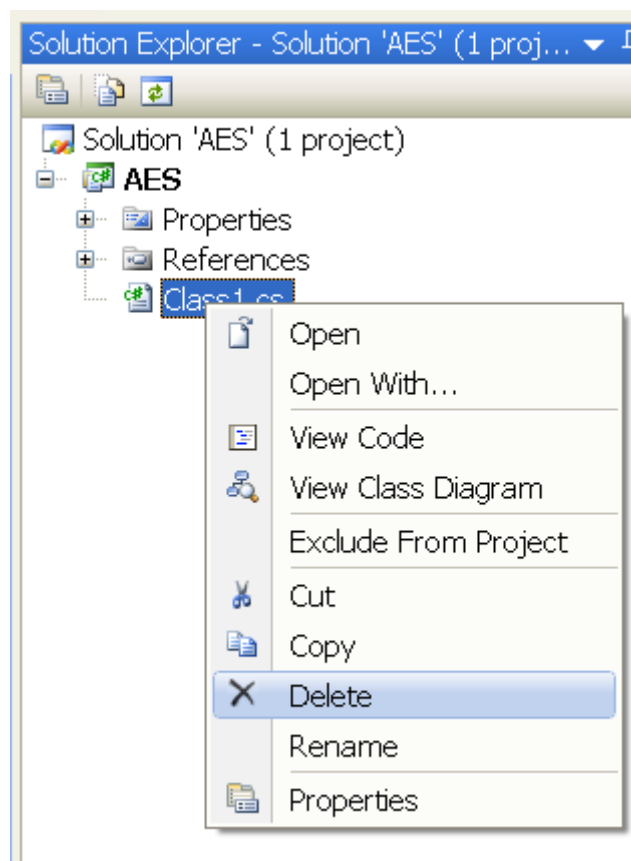 Solution Explorer - Solution 'AES' (1 proj...
Solution 'AES' (1 project)
AES
Properties
References
Class1.cs
Open
Open With...
View Code
View Class Diagram
Exclude From Project
Cut
Copy
Delete
Rename
Properties